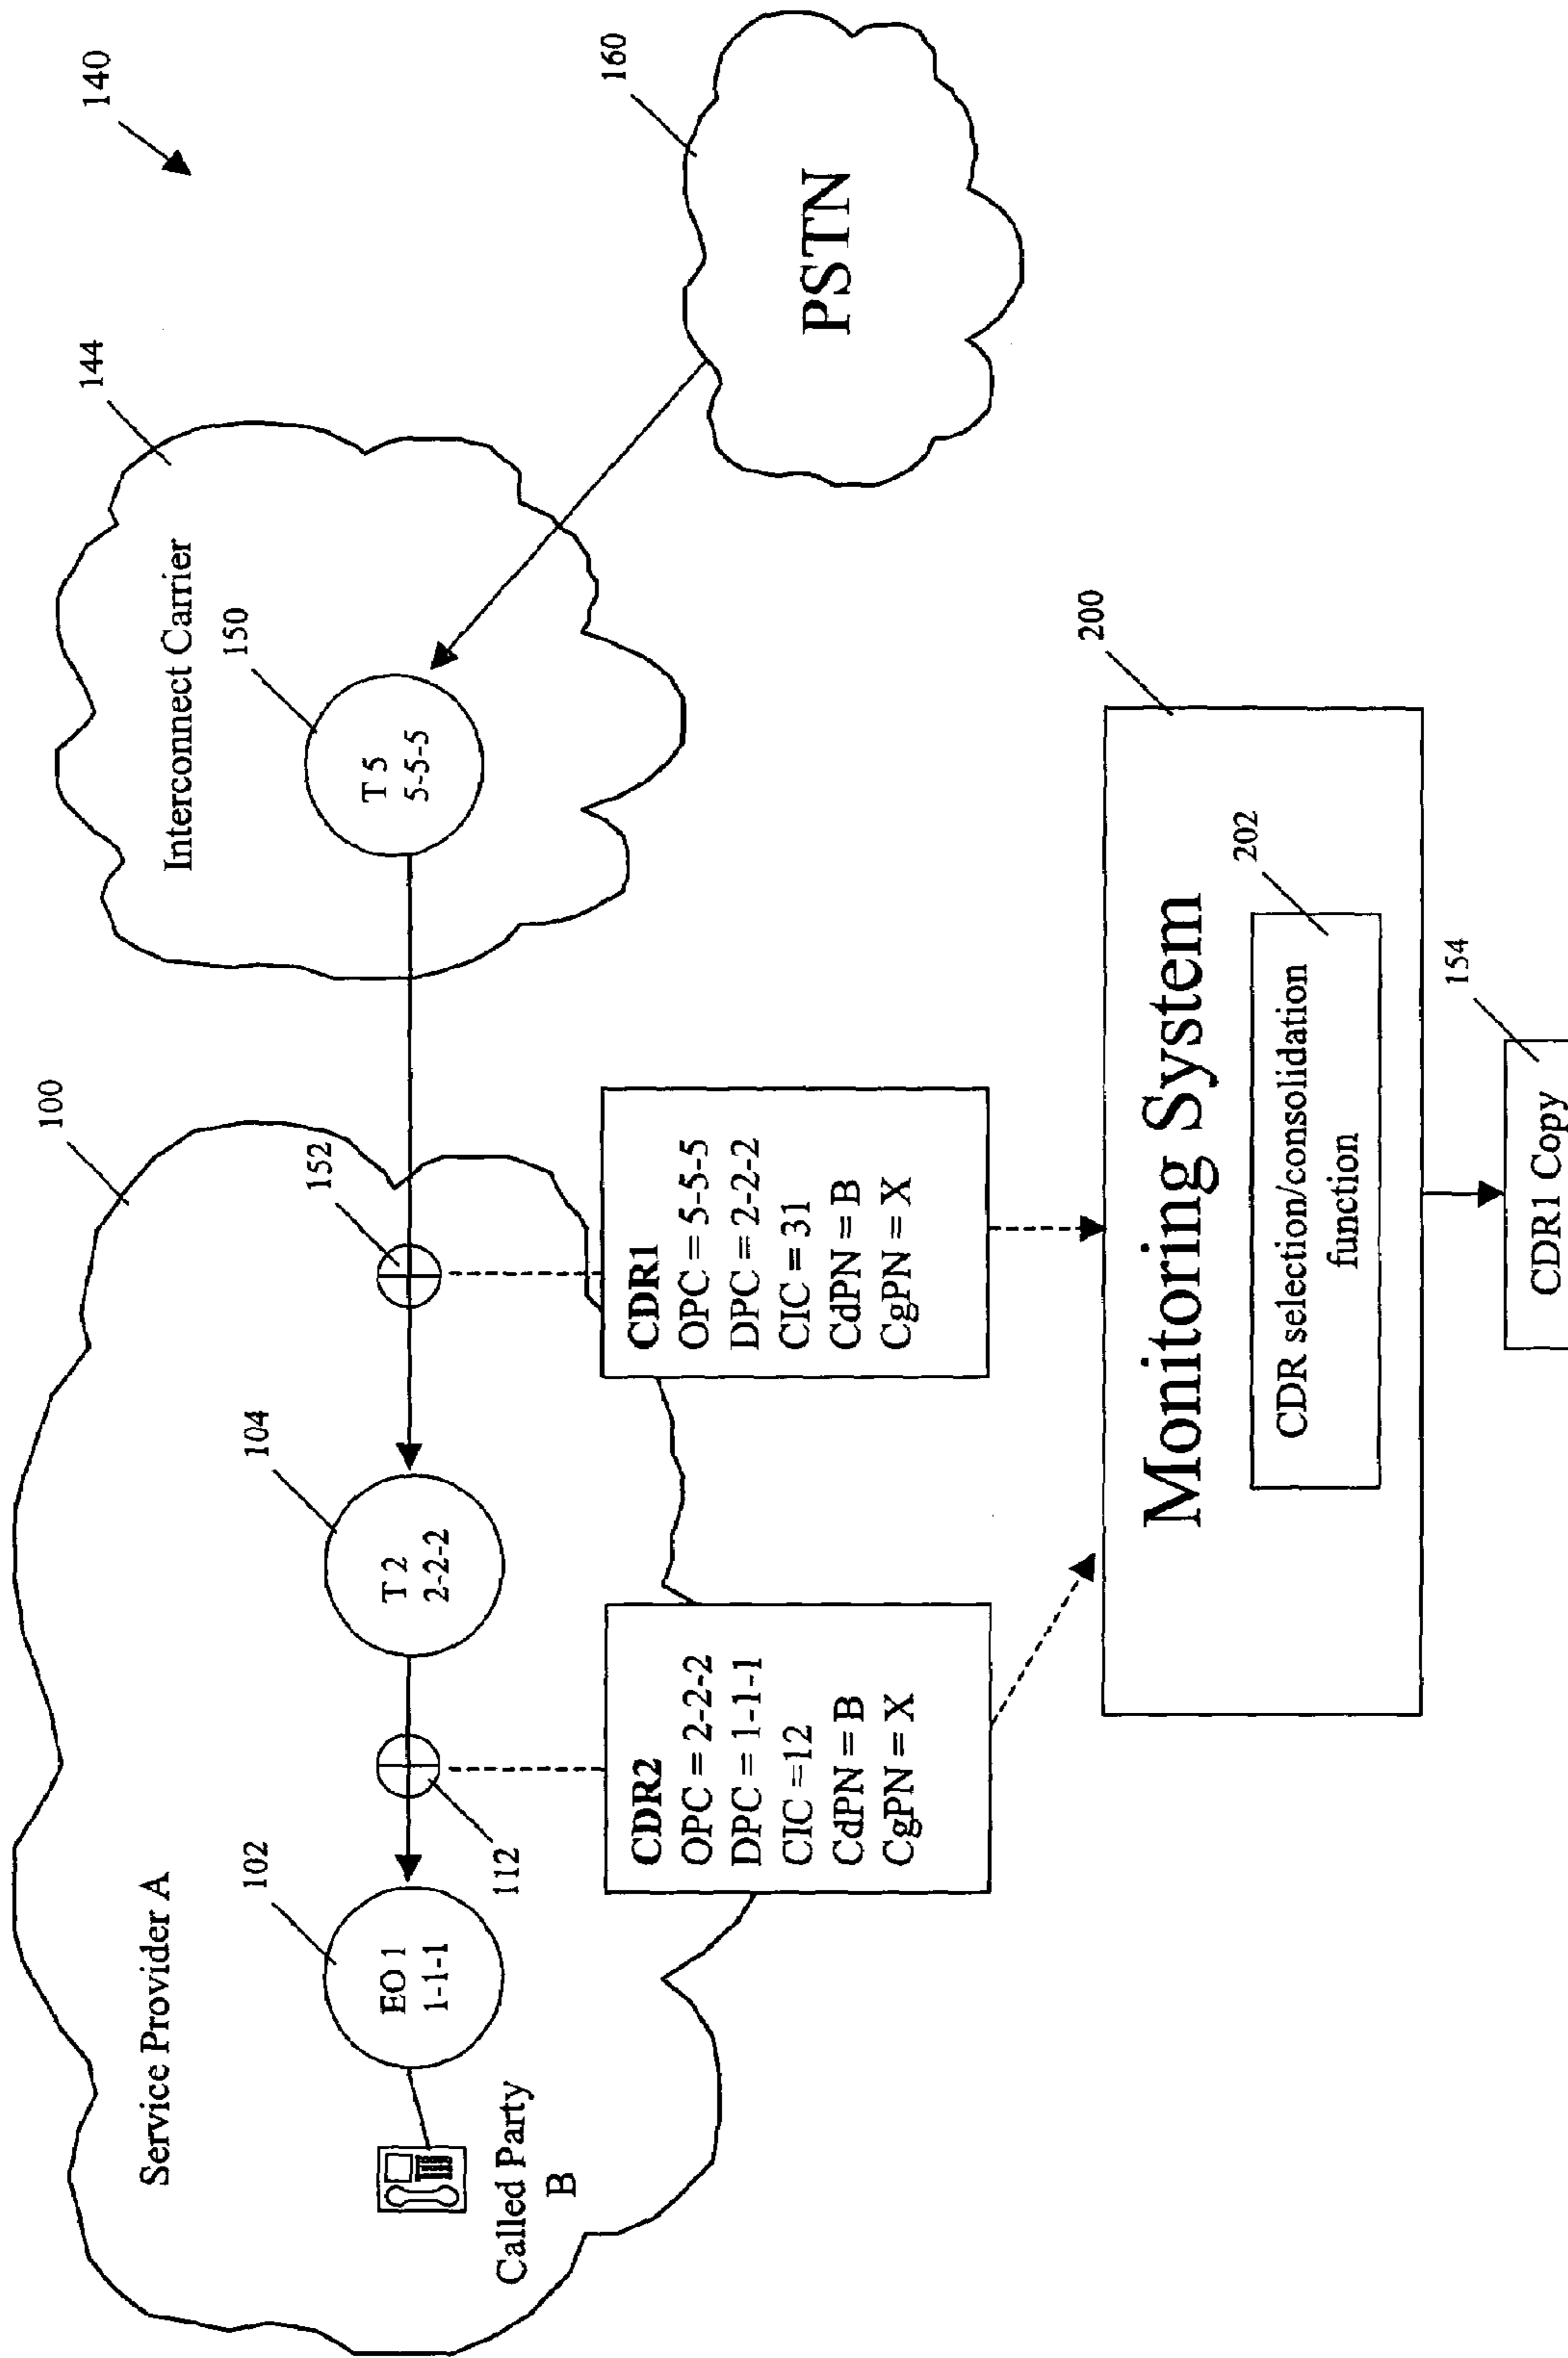 140
100
144
Service Provider A
Interconnect Carrier
102
104
152
150
160
EO 1
1-1-1
T 2
2-2-2
T 5
5-5-5
112
Called Party
B
PSTN
CDR2
OPC = 2-2-2
DPC = 1-1-1
CIC =12
CdPN = B
CgPN = X
CDR1
OPC = 5-5-5
DPC = 2-2-2
CIC = 31
CdPN = B
CgPN = X
200
Monitoring System
202
CDR selection/consolidation
function
154
CDR1 Copy